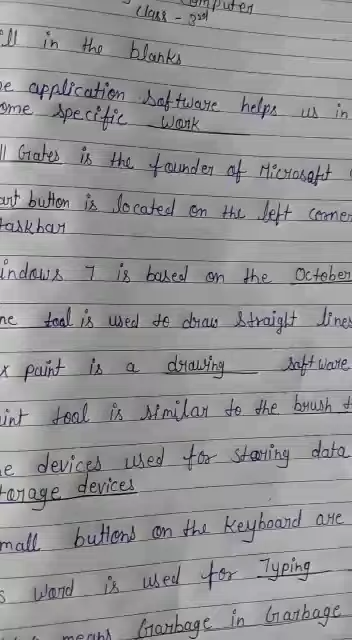 Computer
Class - 2nd
ill in the blanks
e application software helps us in
ome specific work
ll Gates is the founder of Microsoft
art button is located on the left corner
taskbar
indows 7 is based on the October
ne tool is used to draw straight lines
x paint is a drawing software
int tool is similar to the brush t
e devices used for storing data
torage devices
mall buttons on the keyboard are
s word is used for Typing
means Garbage in Garbage